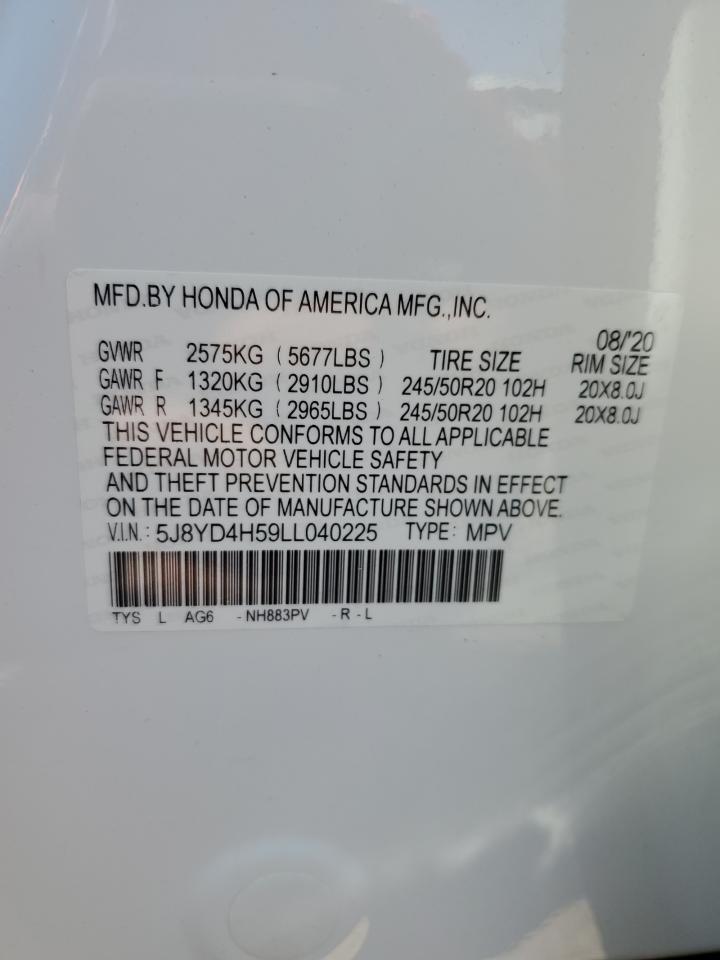 MFD.BY HONDA OF AMERICA MFG.,INC.
08/'20
GVWR 2575KG (5677LBS) TIRE SIZE RIM SIZE
GAWR F 1320KG (2910LBS) 245/50R20 102H 20X8.0J
GAWR R 1345KG (2965LBS) 245/50R20 102H 20X8.0J
THIS VEHICLE CONFORMS TO ALL APPLICABLE
FEDERAL MOTOR VEHICLE SAFETY
AND THEFT PREVENTION STANDARDS IN EFFECT
ON THE DATE OF MANUFACTURE SHOWN ABOVE.
V.I.N.: 5J8YD4H59LL040225 TYPE: MPV
TYS L AG6 -NH883PV -R-L